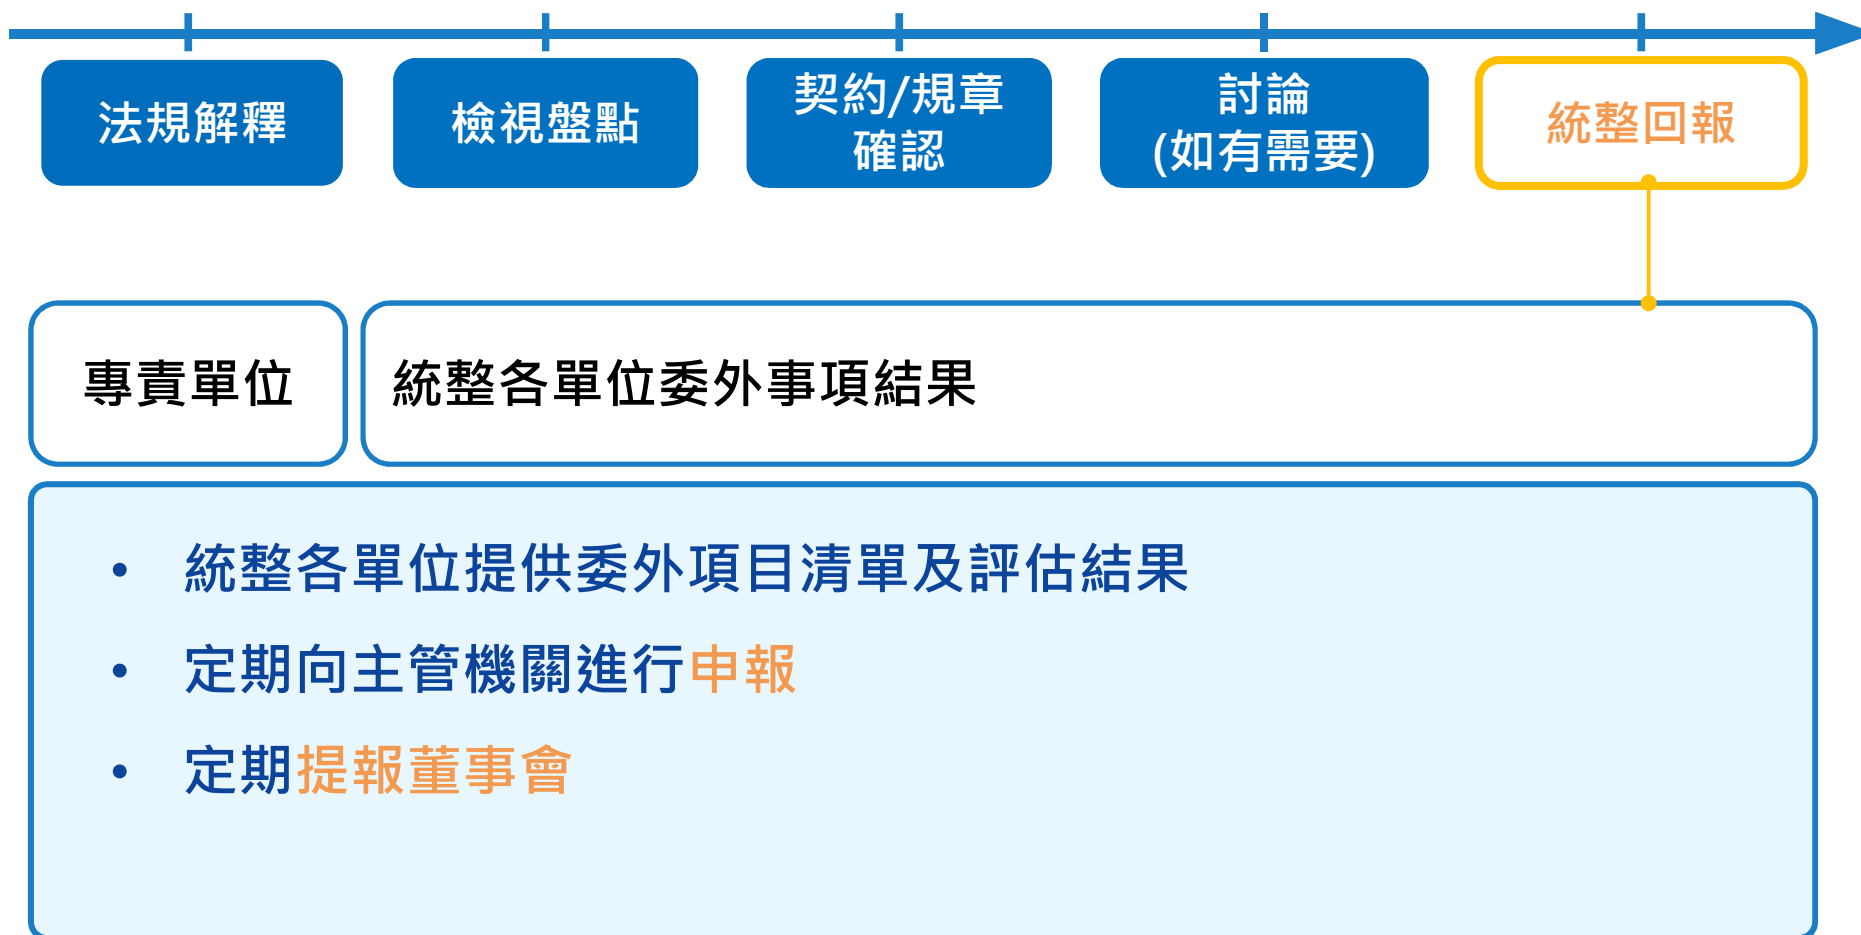 法規解釋
檢視盤點
契約/規章
確認
討論
(如有需要)
統整回報
專責單位
統整各單位委外事項結果
• 統整各單位提供委外項目清單及評估結果
• 定期向主管機關進行申報
• 定期提報董事會